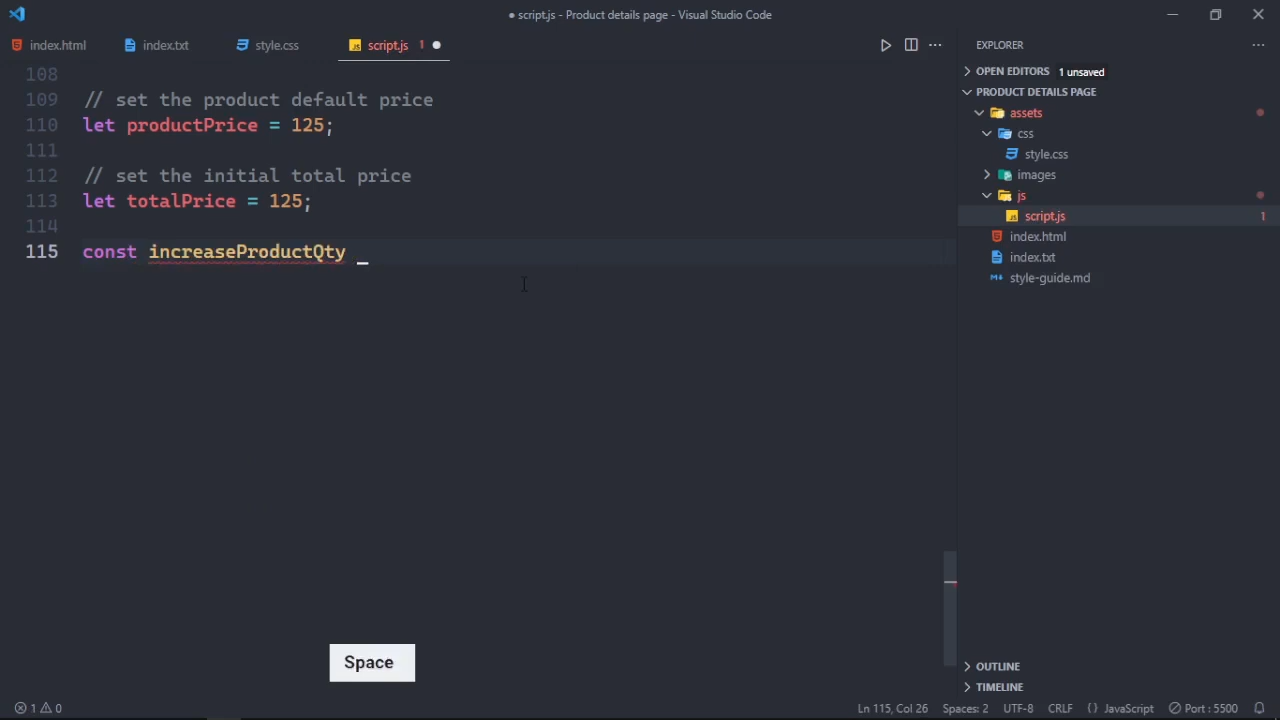 ● script.js - Product details page - Visual Studio Code
index.html
index.txt
style.css
JS script.js 1 ●
EXPLORER
OPEN EDITORS 1 unsaved
PRODUCT DETAILS PAGE
assets
css
style.css
images
js
JS script.js 1
index.html
index.txt
style-guide.md
108
109 // set the product default price
110 let productPrice = 125;
111
112 // set the initial total price
113 let totalPrice = 125;
114
115 const increaseProductQty _
Space
OUTLINE
TIMELINE
1 0
Ln 115, Col 26 Spaces: 2 UTF-8 CRLF {} JavaScript Port : 5500